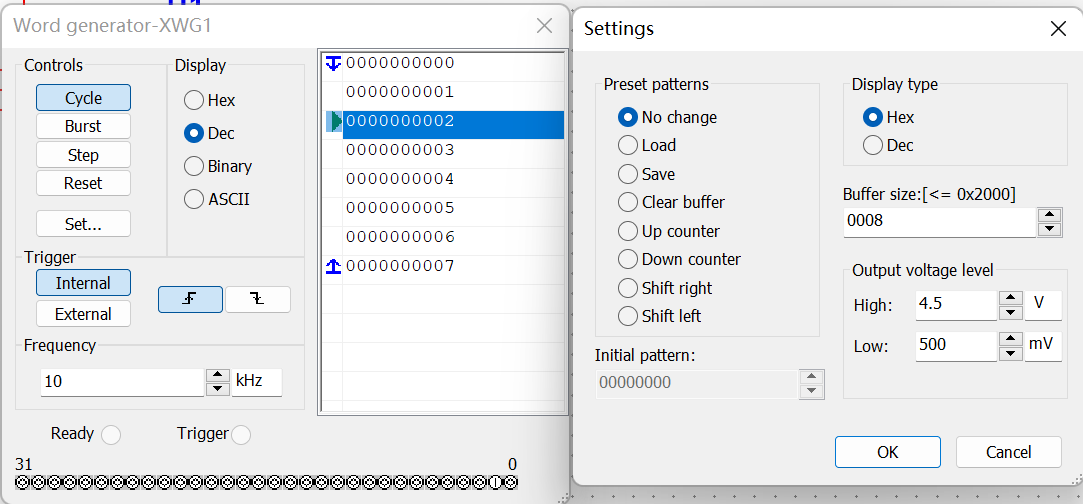 Word generator-XWG1
Controls
Cycle
Burst
Step
Reset
Set...
Display
Hex
Dec
Binary
ASCII
Trigger
Internal
External
Frequency
10 kHz
Ready
Trigger
31 0
0000000000
0000000001
0000000002
0000000003
0000000004
0000000005
0000000006
0000000007
Settings
Preset patterns
No change
Load
Save
Clear buffer
Up counter
Down counter
Shift right
Shift left
Initial pattern:
00000000
Display type
Hex
Dec
Buffer size:[<= 0x2000]
0008
Output voltage level
High: 4.5 V
Low: 500 mV
OK
Cancel